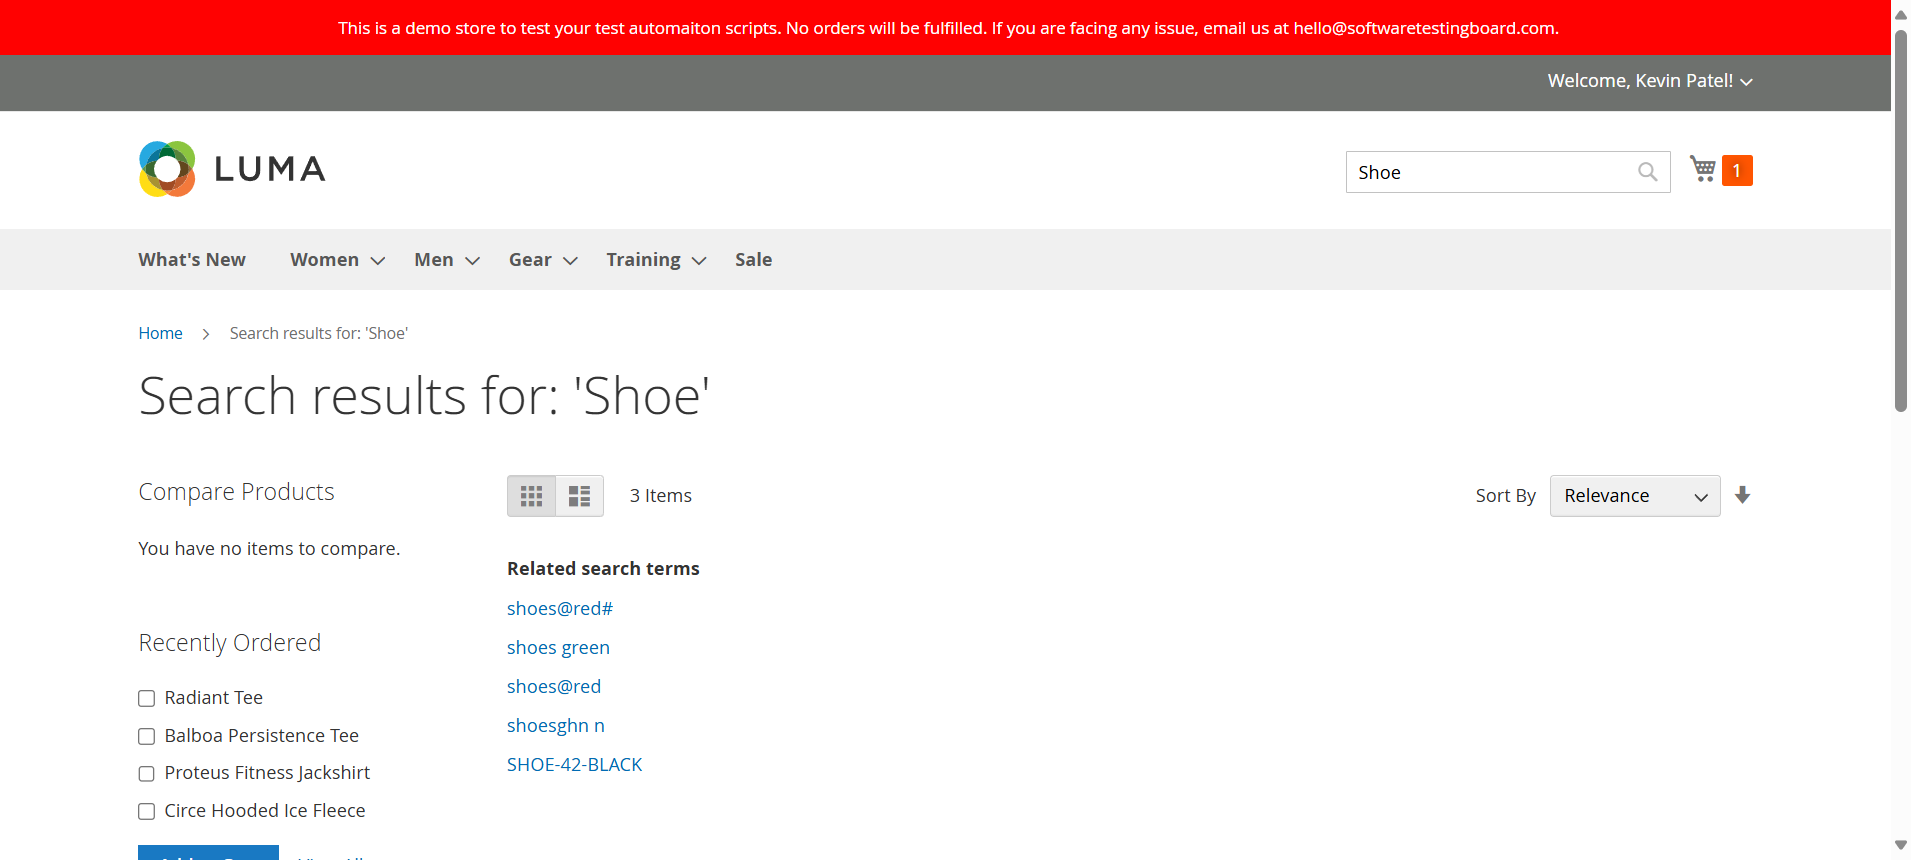 This is a demo store to test your test automaiton scripts. No orders will be fulfilled. If you are facing any issue, email us at hello@softwaretestingboard.com.
Welcome, Kevin Patel!
LUMA
Shoe
1
What's New Women Men Gear Training Sale
Home Search results for: 'Shoe'
Search results for: 'Shoe'
Compare Products
You have no items to compare.
Recently Ordered
Radiant Tee
Balboa Persistence Tee
Proteus Fitness Jackshirt
Circe Hooded Ice Fleece
3 Items
Sort By Relevance
Related search terms
shoes@red#
shoes green
shoes@red
shoesghn n
SHOE-42-BLACK